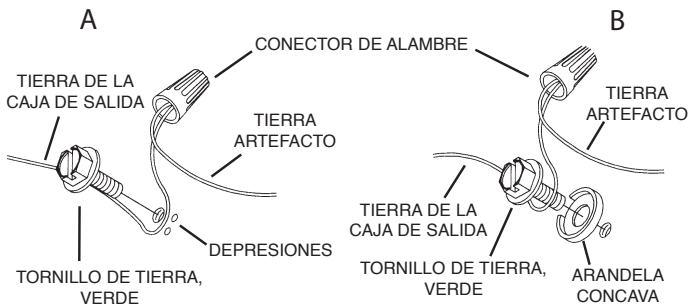 A
B
CONECTOR DE ALAMBRE
TIERRA DE LA
CAJA DE SALIDA
TIERRA
ARTEFACTO
TIERRA
ARTEFACTO
TIERRA DE LA
CAJA DE SALIDA
DEPRESIONES
TORNILLO DE TIERRA,
VERDE
TORNILLO DE TIERRA,
VERDE
ARANDELA
CONCAVA